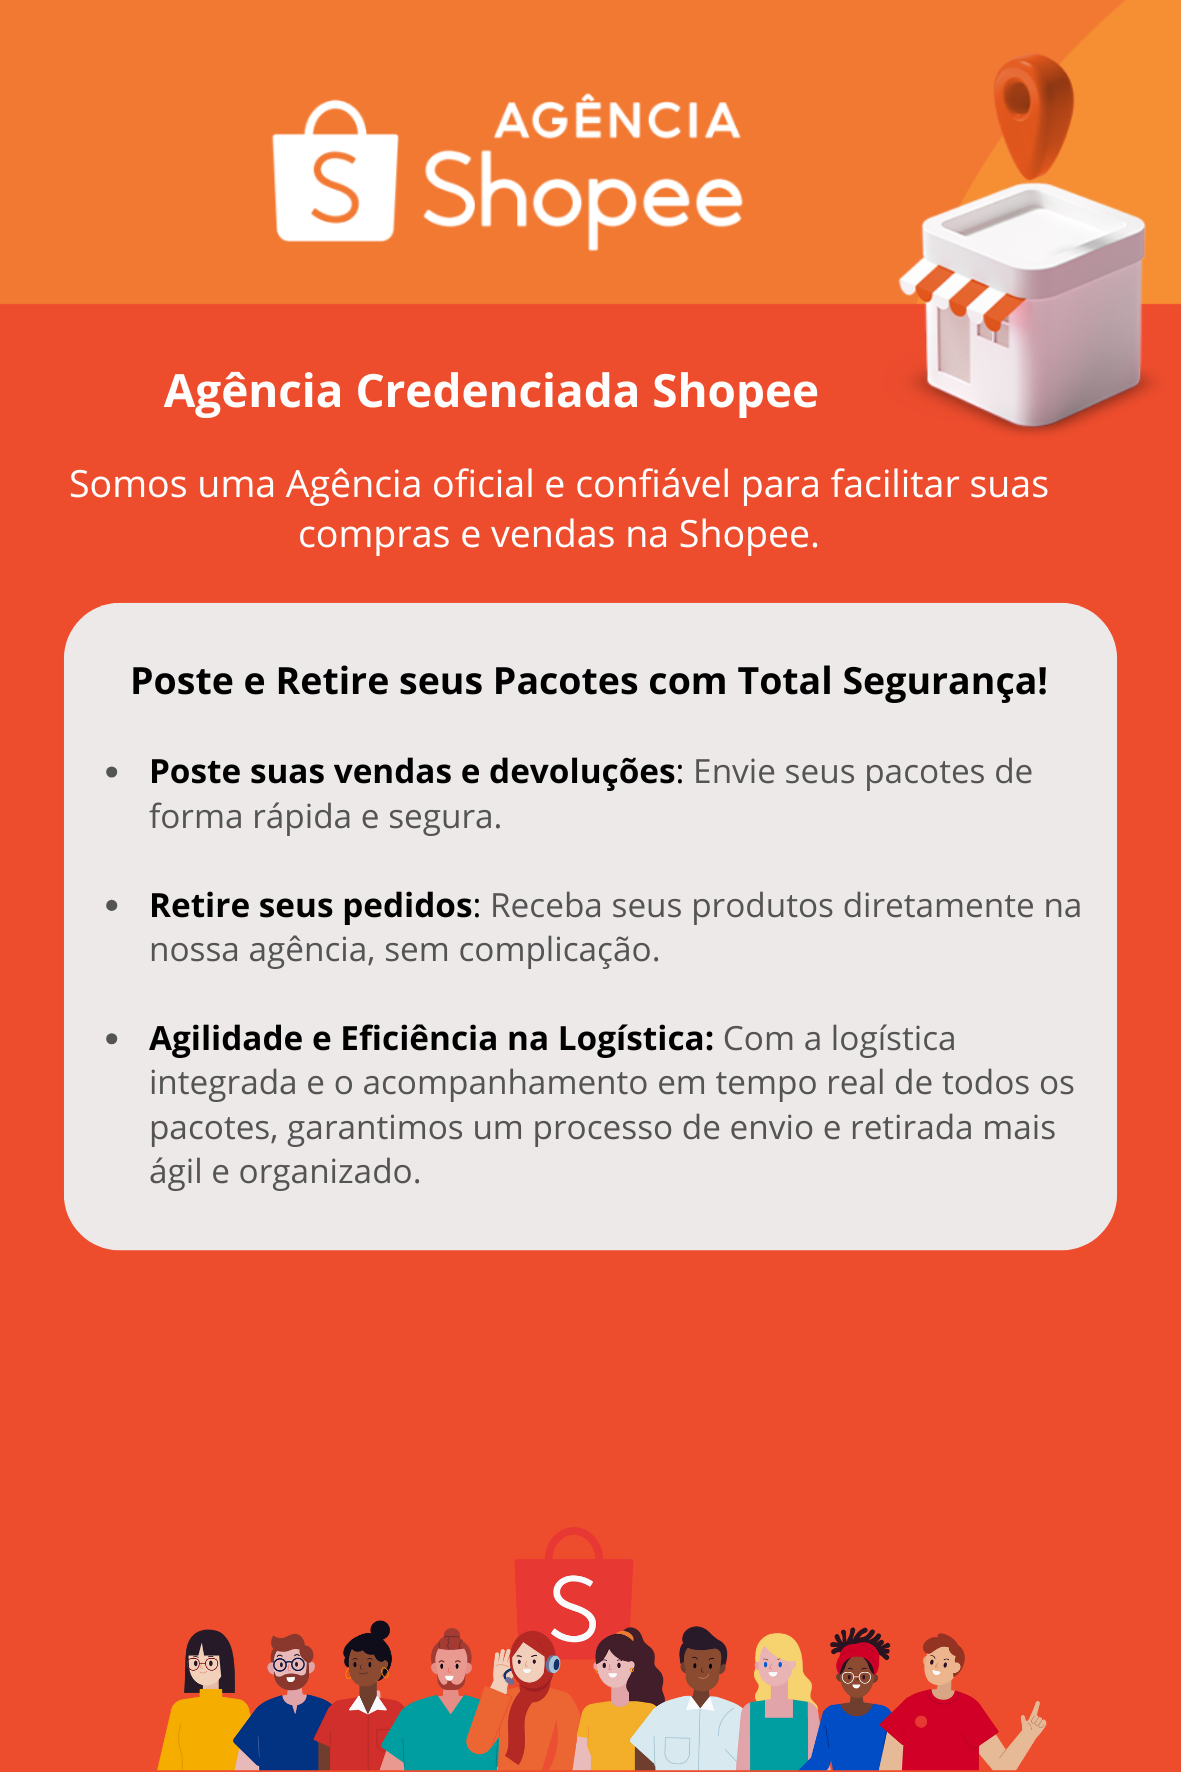 AGÊNCIA
S Shopee
Agência Credenciada Shopee
Somos uma Agência oficial e confiável para facilitar suas
compras e vendas na Shopee.
Poste e Retire seus Pacotes com Total Segurança!
• Poste suas vendas e devoluções: Envie seus pacotes de
forma rápida e segura.
• Retire seus pedidos: Receba seus produtos diretamente na
nossa agência, sem complicação.
• Agilidade e Eficiência na Logística: Com a logística
integrada e o acompanhamento em tempo real de todos os
pacotes, garantimos um processo de envio e retirada mais
ágil e organizado.
S